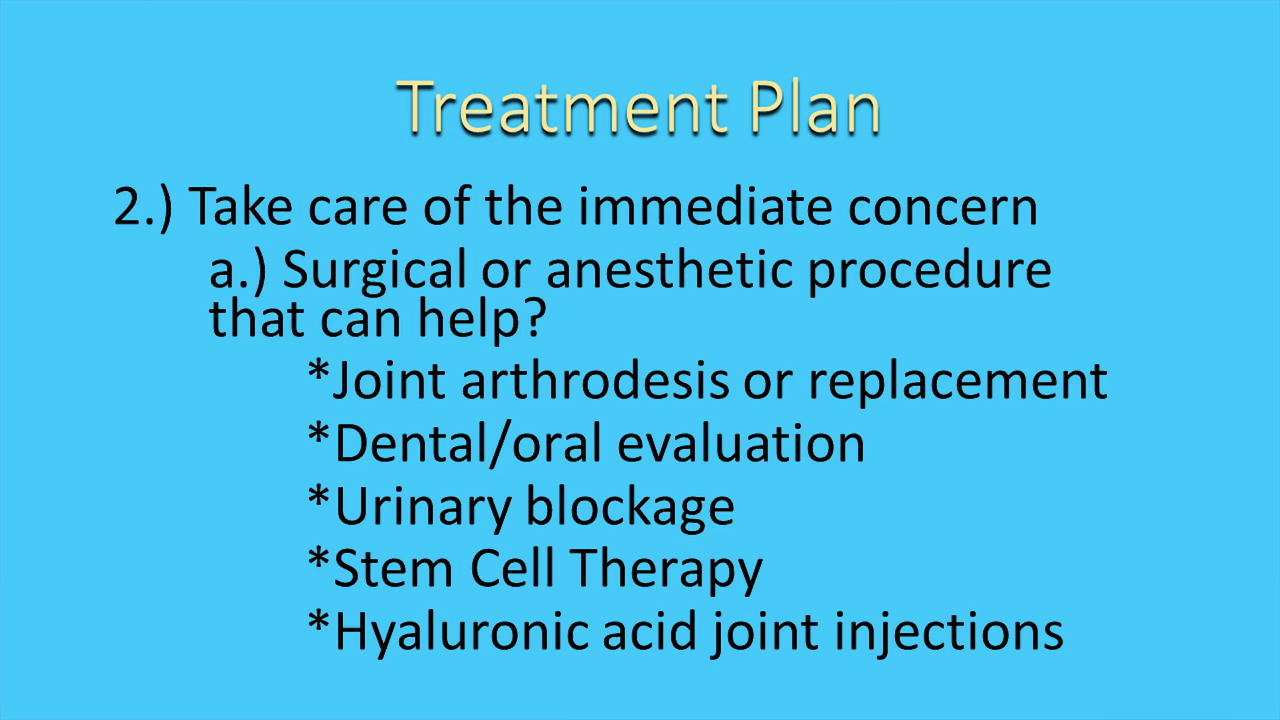 Treatment Plan
2.) Take care of the immediate concern
a.) Surgical or anesthetic procedure
that can help?
*Joint arthrodesis or replacement
*Dental/oral evaluation
*Urinary blockage
*Stem Cell Therapy
*Hyaluronic acid joint injections